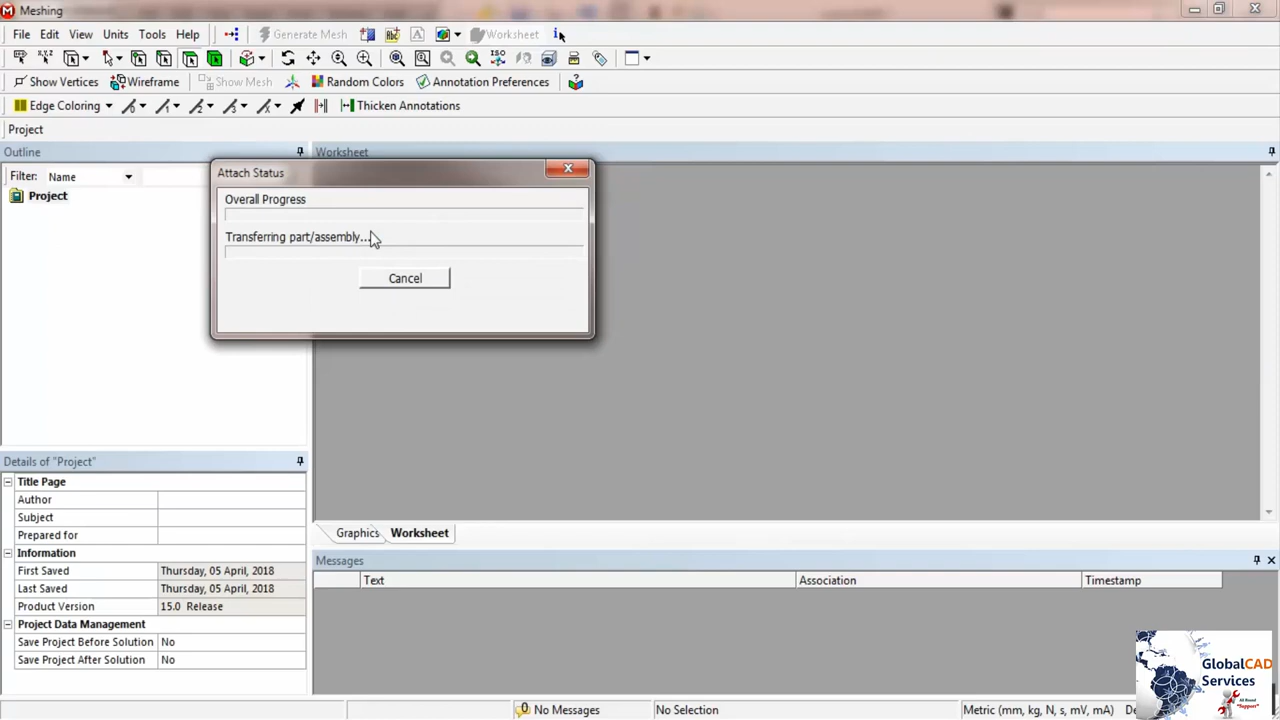 Meshing
File Edit View Units Tools Help Generate Mesh A Worksheet
Show Vertices Wireframe Show Mesh Random Colors Annotation Preferences
Edge Coloring Thicken Annotations
Project
Outline
Filter: Name
Project
Worksheet
Attach Status
Overall Progress
Transferring part/assembly...
Cancel
Details of "Project"
Title Page
Author
Subject
Prepared for
Information
First Saved Thursday, 05 April, 2018
Last Saved Thursday, 05 April, 2018
Product Version 15.0 Release
Project Data Management
Save Project Before Solution No
Save Project After Solution No
Graphics Worksheet
Messages
Text Association Timestamp
0 No Messages No Selection Metric (mm, kg, N, s, mV, mA)
GlobalCAD
Services
"Support"